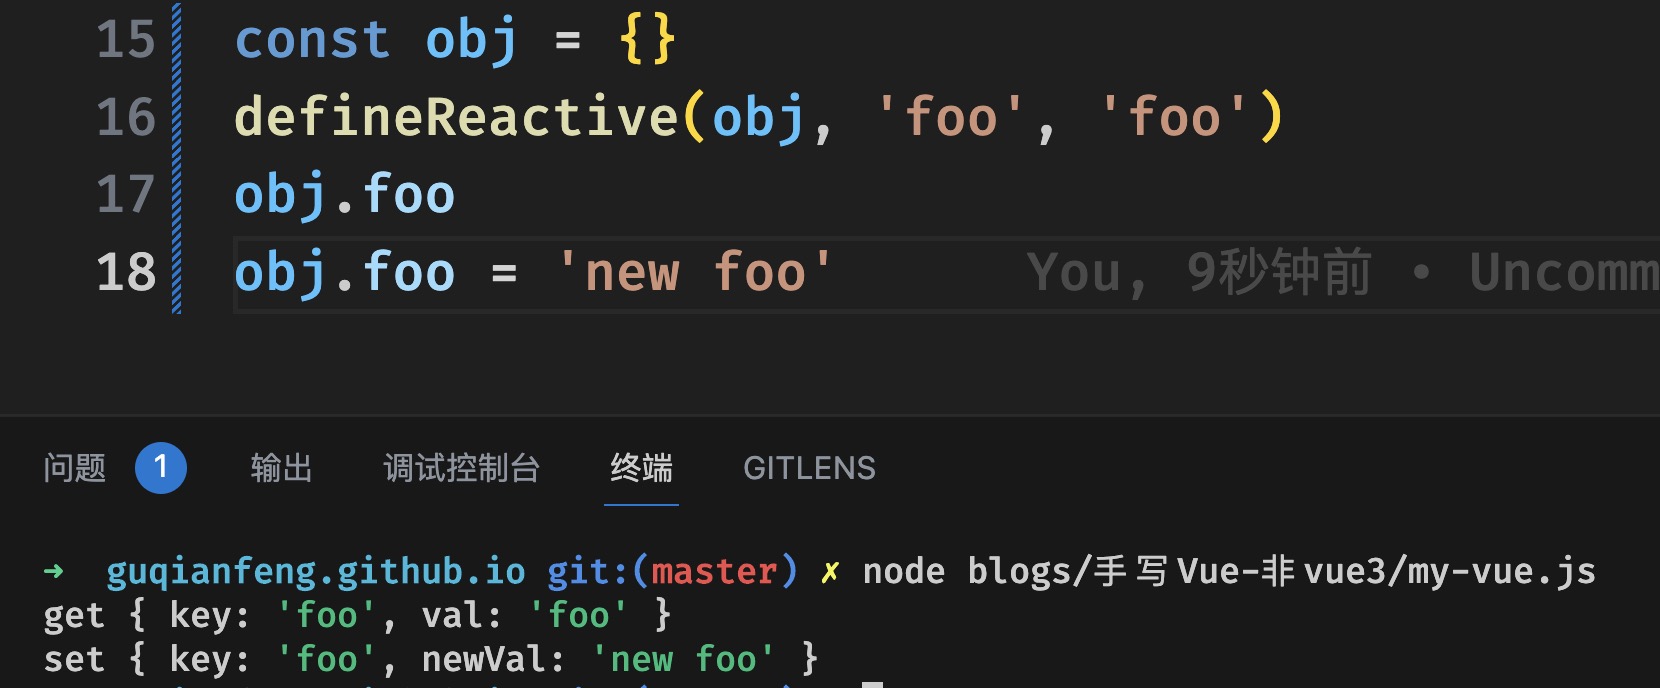 15 const obj = {}
16 defineReactive(obj, 'foo', 'foo')
17 obj.foo
18 obj.foo = 'new foo' You, 9秒钟前 • Uncomm
问题 1 输出 调试控制台 终端 GITLENS
→ guqianfeng.github.io git:(master) ✗ node blogs/手写Vue-非vue3/my-vue.js
get { key: 'foo', val: 'foo' }
set { key: 'foo', newVal: 'new foo' }